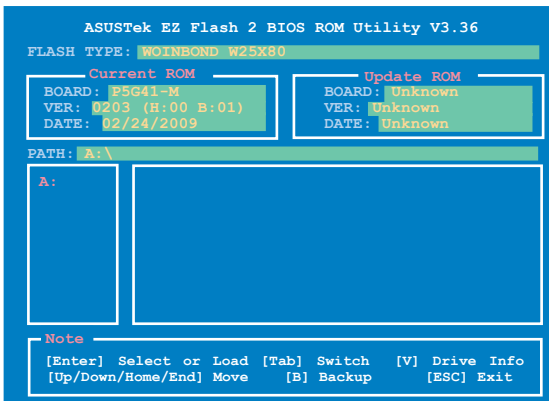 ASUSTek EZ Flash 2 BIOS ROM Utility V3.36
FLASH TYPE: WOINBOND W25X80
Current ROM
BOARD: P5G41-M
VER: 0203 (H:00 B:01)
DATE: 02/24/2009
Update ROM
BOARD: Unknown
VER: Unknown
DATE: Unknown
PATH: A:\
A:
Note
[Enter] Select or Load [Tab] Switch [V] Drive Info
[Up/Down/Home/End] Move [B] Backup [ESC] Exit